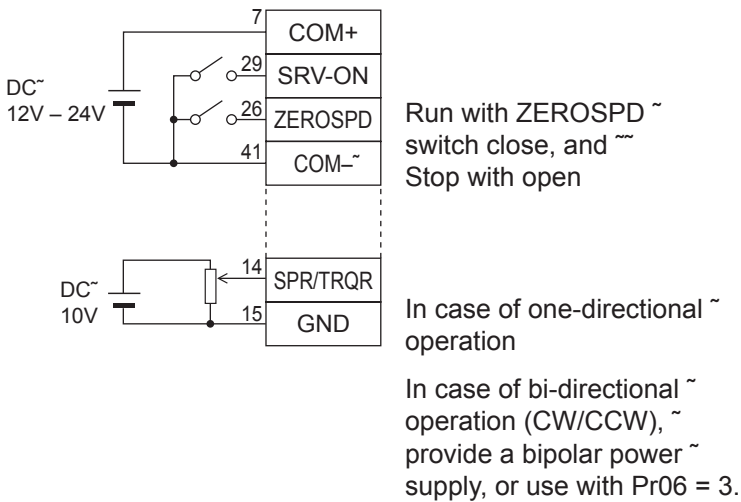 7
COM+
DC˜
12V – 24V
29
SRV-ON
26
ZEROSPD
41
COM–˜
Run with ZEROSPD ˜
switch close, and ˜˜
Stop with open
DC˜
10V
14
SPR/TRQR
15
GND
In case of one-directional ˜
operation
In case of bi-directional ˜
operation (CW/CCW), ˜
provide a bipolar power ˜
supply, or use with Pr06 = 3.